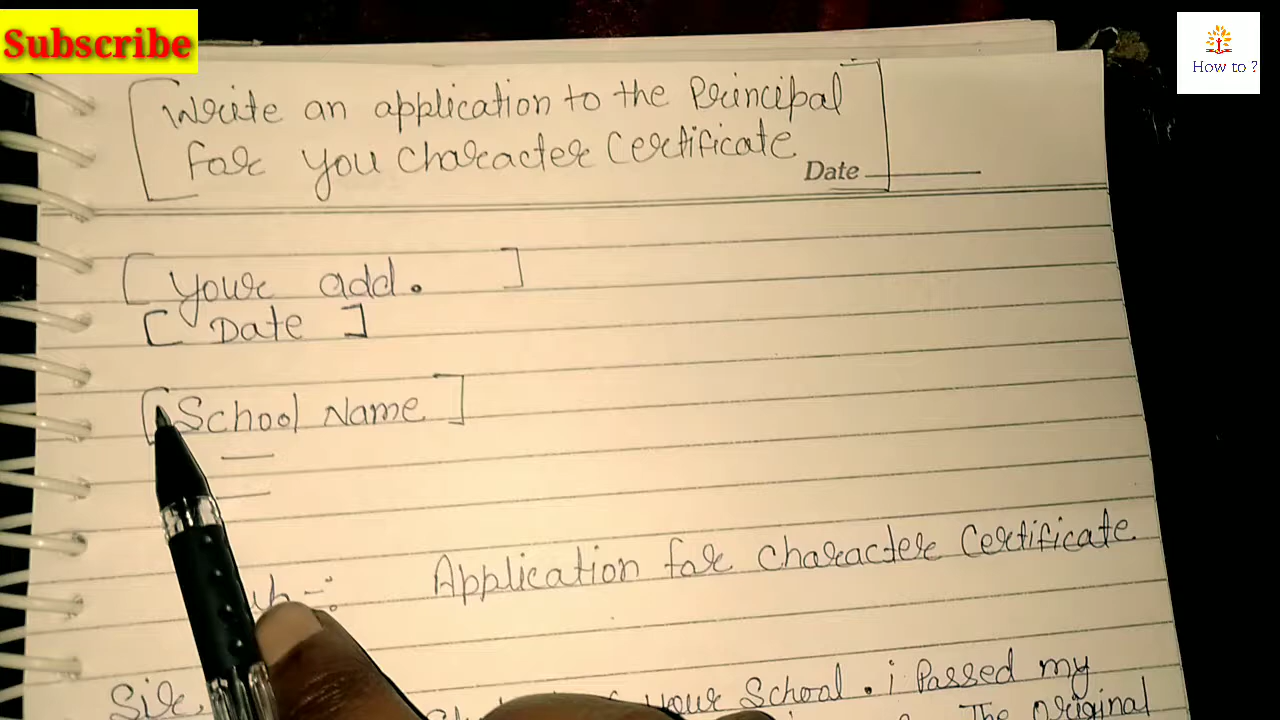 Subscribe
How to ?
Write an application to the Principal
for you character certificate
Date
[ your add. ]
[ Date ]
[ School Name ]
Application for character certificate
Sir,
your School . i Passed my
The original